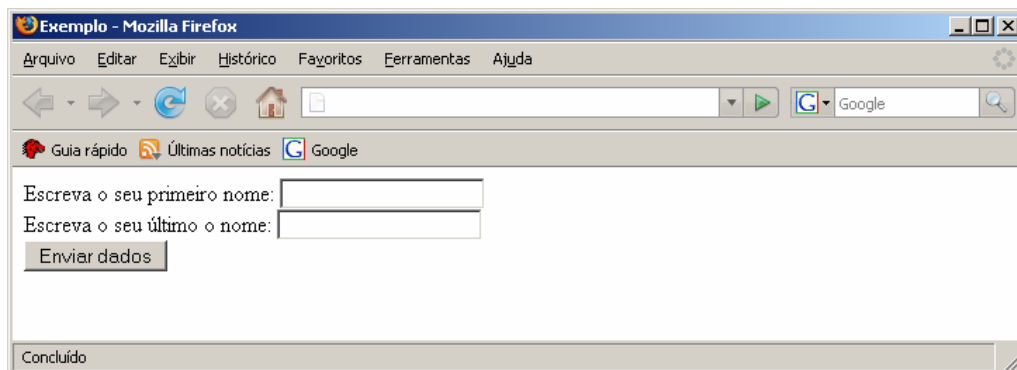 Exemplo - Mozilla Firefox
Arquivo Editar Exibir Histórico Favoritos Ferramentas Ajuda
G Google
Guia rápido Últimas notícias G Google
Escreva o seu primeiro nome:
Escreva o seu último o nome:
Enviar dados
Concluído